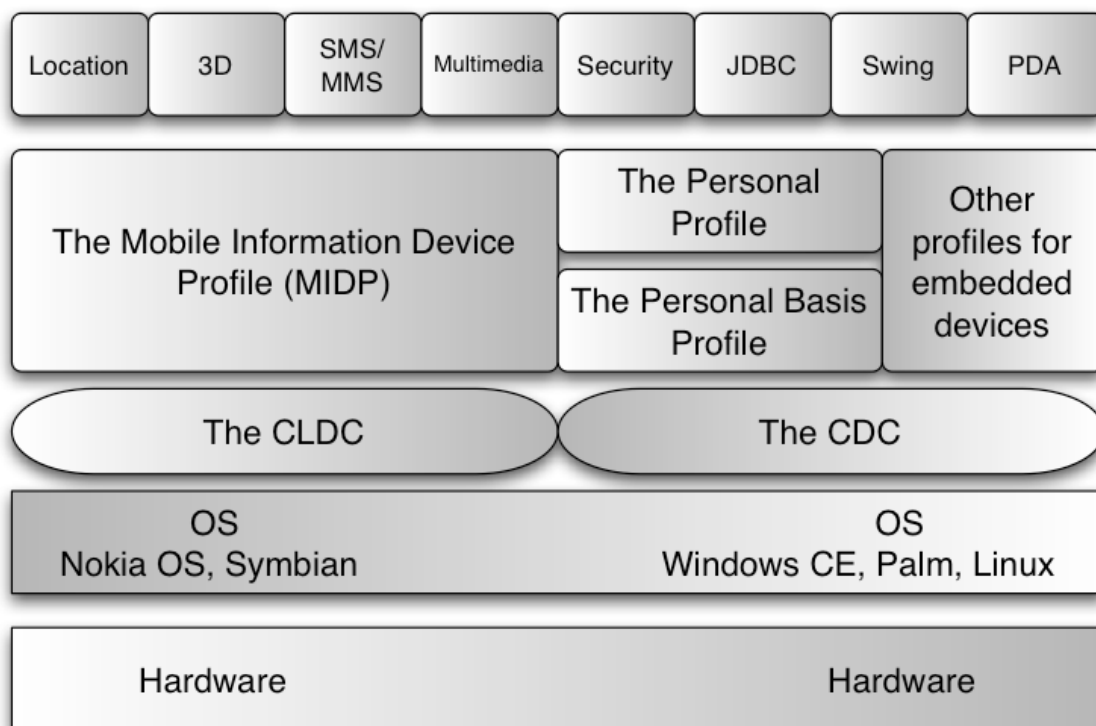 Location
3D
SMS/
MMS
Multimedia
Security
JDBC
Swing
PDA
The Mobile Information Device
Profile (MIDP)
The Personal
Profile
The Personal Basis
Profile
Other
profiles for
embedded
devices
The CLDC
The CDC
OS
Nokia OS, Symbian
OS
Windows CE, Palm, Linux
Hardware
Hardware